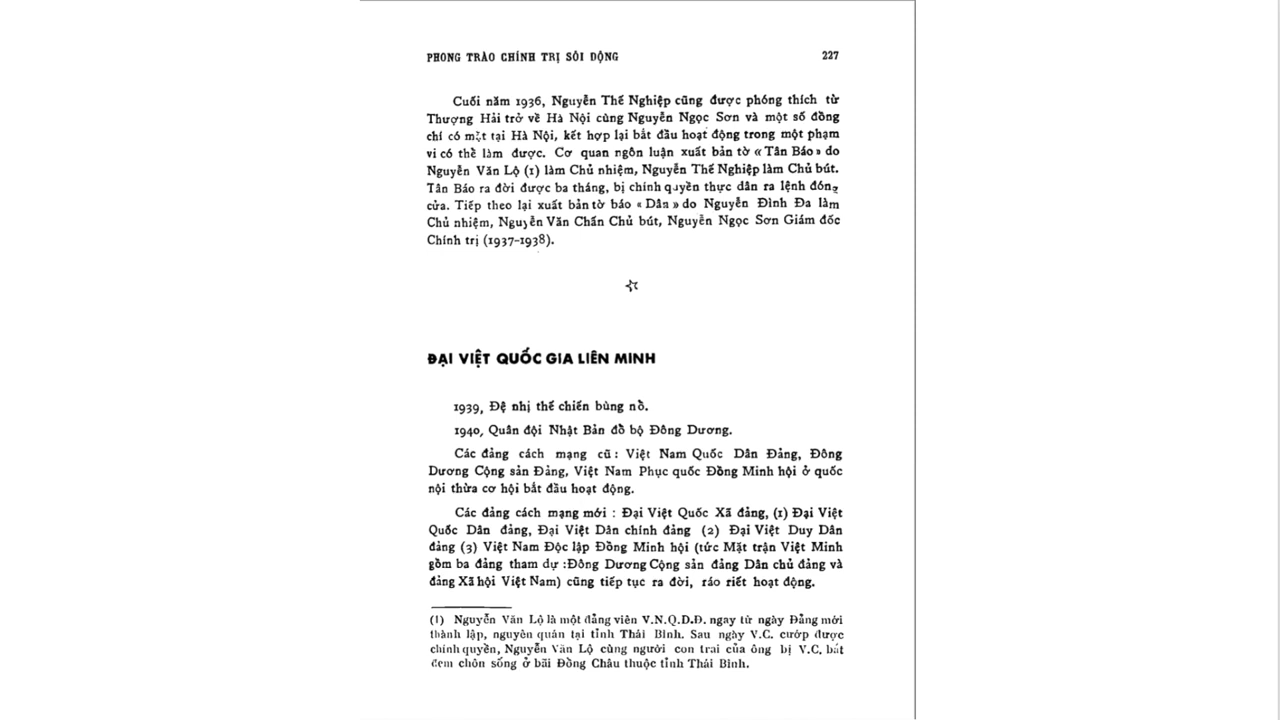 PHONG TRÀO CHÍNH TRỊ SÔI ĐỘNG 227
Cuối năm 1936, Nguyễn Thế Nghiệp cũng được phóng thích từ
Thượng Hải trở về Hà Nội cùng Nguyễn Ngọc Sơn và một số đồng
chí có mặt tại Hà Nội, kết hợp lại bắt đầu hoạt động trong một phạm
vi có thể làm được. Cơ quan ngôn luận xuất bản tờ « Tân Báo » do
Nguyễn Văn Lộ (1) làm Chủ nhiệm, Nguyễn Thế Nghiệp làm Chủ bút.
Tân Báo ra đời được ba tháng, bị chính quyền thực dân ra lệnh đóng
cửa. Tiếp theo lại xuất bản tờ báo « Dân » do Nguyễn Đình Đa làm
Chủ nhiệm, Nguyễn Văn Chấn Chủ bút, Nguyễn Ngọc Sơn Giám đốc
Chính trị (1937-1938).
ĐẠI VIỆT QUỐC GIA LIÊN MINH
1939, Đệ nhị thế chiến bùng nổ.
1940, Quân đội Nhật Bản đổ bộ Đông Dương.
Các đảng cách mạng cũ : Việt Nam Quốc Dân Đảng, Đông
Dương Cộng sản Đảng, Việt Nam Phục quốc Đồng Minh hội ở quốc
nội thừa cơ hội bắt đầu hoạt động.
Các đảng cách mạng mới : Đại Việt Quốc Xã đảng, (1) Đại Việt
Quốc Dân đảng, Đại Việt Dân chính đảng (2) Đại Việt Duy Dân
đảng (3) Việt Nam Độc lập Đồng Minh hội (tức Mặt trận Việt Minh
gồm ba đảng tham dự :Đông Dương Cộng sản đảng Dân chủ đảng và
đảng Xã hội Việt Nam) cũng tiếp tục ra đời, ráo riết hoạt động.
(1) Nguyễn Văn Lộ là một đảng viên V.N.Q.D.Đ. ngay từ ngày Đảng mới
thành lập, nguyên quán tại tỉnh Thái Bình. Sau ngày V.C. cướp được
chính quyền, Nguyễn Văn Lộ cùng người con trai của ông bị V.C. bắt
đem chôn sống ở bãi Đồng Châu thuộc tỉnh Thái Bình.